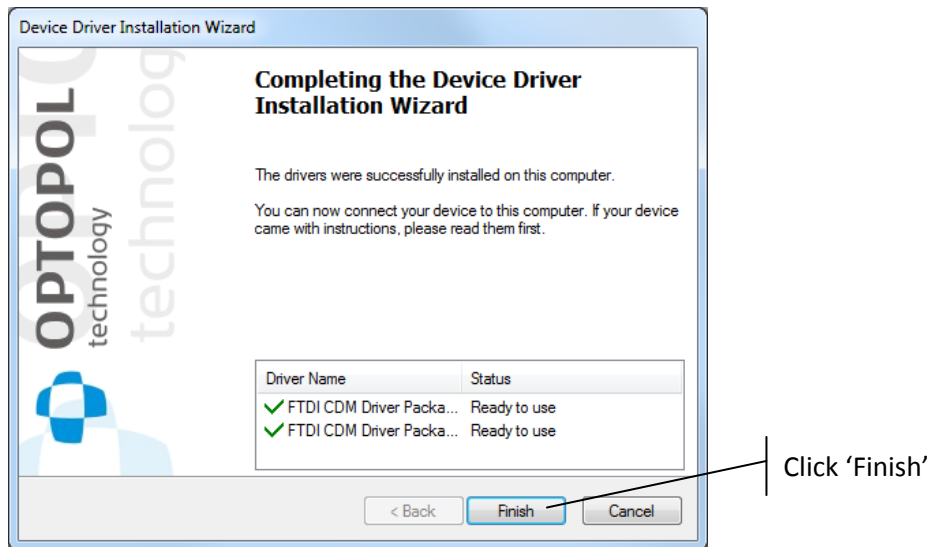 Device Driver Installation Wizard
OPTOPOL
technology
technolog
Completing the Device Driver
Installation Wizard
The drivers were successfully installed on this computer.
You can now connect your device to this computer. If your device
came with instructions, please read them first.
Driver Name Status
FTDI CDM Driver Packa... Ready to use
FTDI CDM Driver Packa... Ready to use
< Back Finish Cancel
Click ‘Finish’